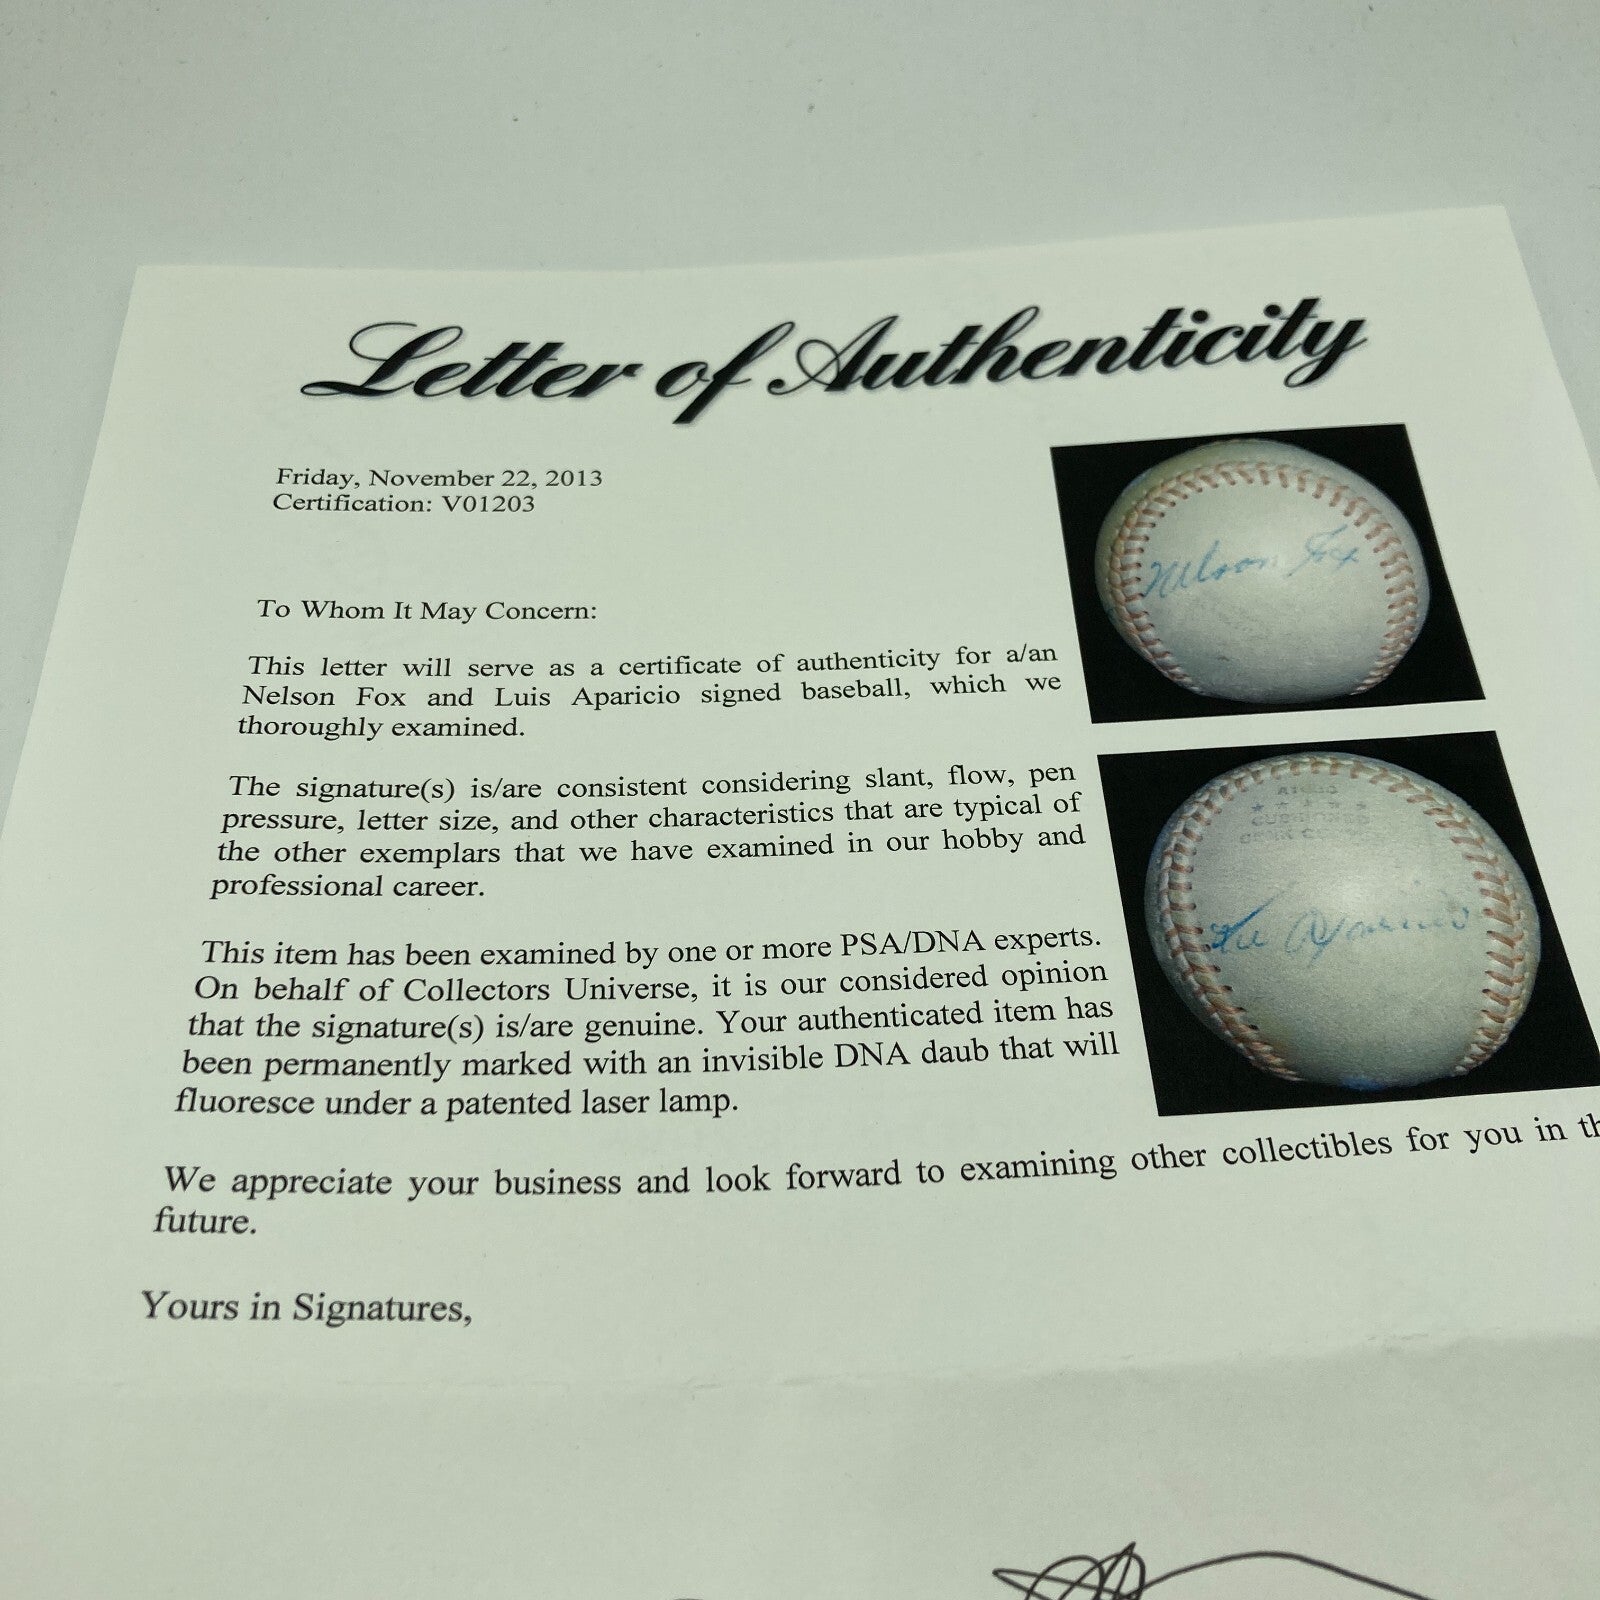 Letter of Authenticity
Friday, November 22, 2013
Certification: V01203
To Whom It May Concern:
This letter will serve as a certificate of authenticity for a/an
Nelson Fox and Luis Aparicio signed baseball, which we
thoroughly examined.
The signature(s) is/are consistent considering slant, flow, pen
pressure, letter size, and other characteristics that are typical of
the other exemplars that we have examined in our hobby and
professional career.
This item has been examined by one or more PSA/DNA experts.
On behalf of Collectors Universe, it is our considered opinion
that the signature(s) is/are genuine. Your authenticated item has
been permanently marked with an invisible DNA daub that will
fluoresce under a patented laser lamp.
We appreciate your business and look forward to examining other collectibles for you in th
future.
Yours in Signatures,
Nelson Fox
Aparicio